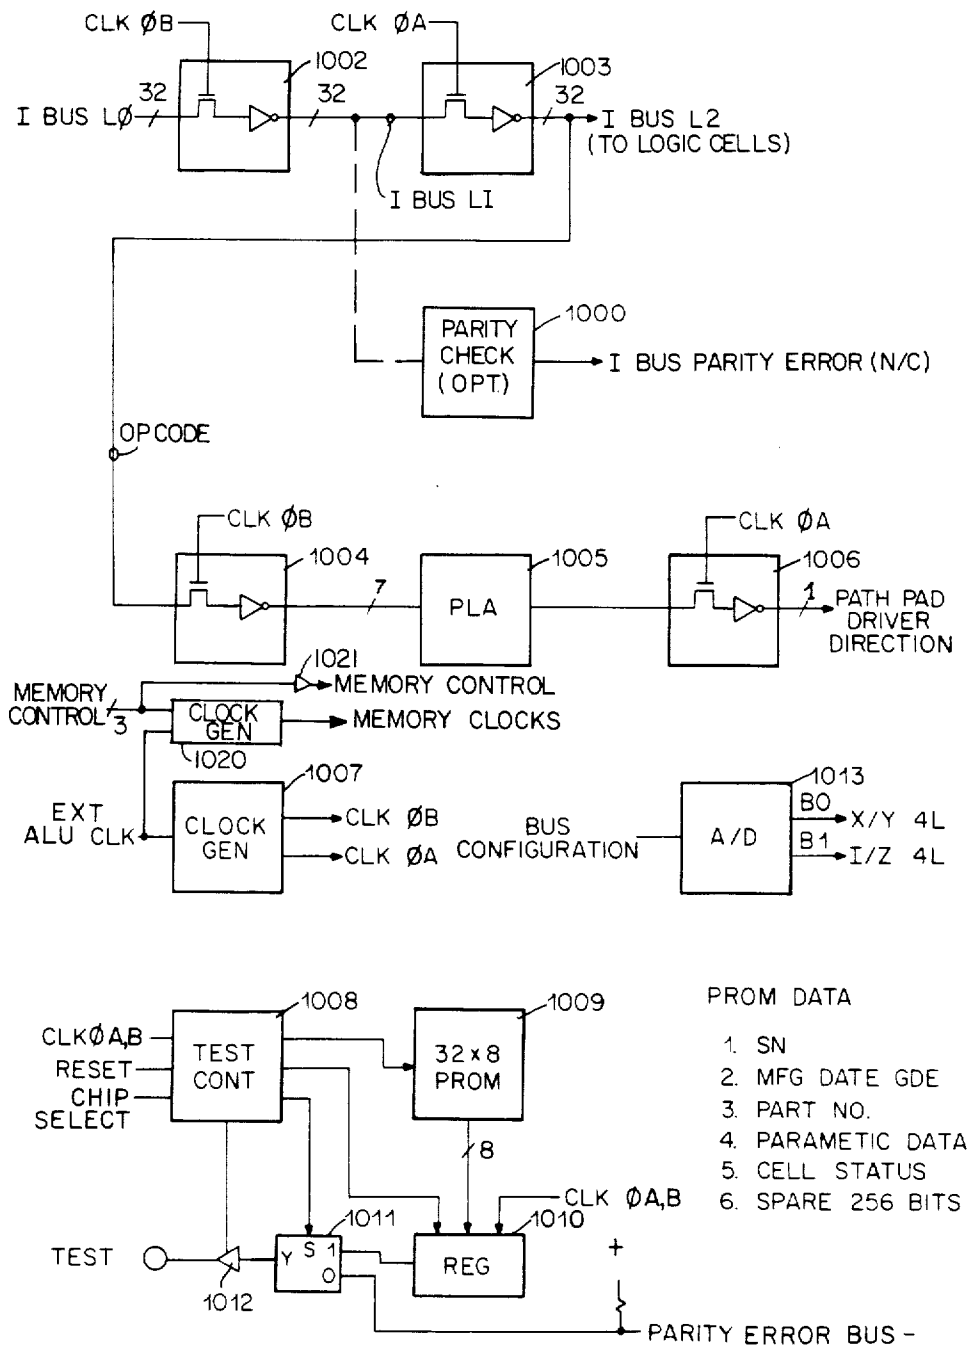 CLK ØB
CLK ØA
1002
1003
I BUS LØ
32
32
32
I BUS L2
(TO LOGIC CELLS)
I BUS LI
1000
PARITY
CHECK
(OPT.)
I BUS PARITY ERROR (N/C)
OPCODE
CLK ØB
CLK ØA
1004
1005
1006
7
PLA
1
PATH PAD
DRIVER
DIRECTION
1021
MEMORY CONTROL
MEMORY
CONTROL
3
CLOCK
GEN
MEMORY CLOCKS
1020
1007
1013
EXT
ALU CLK
CLOCK
GEN
CLK ØB
CLK ØA
BUS
CONFIGURATION
A/D
B0
X/Y 4L
B1
I/Z 4L
1008
1009
CLKØA,B
RESET
CHIP
SELECT
TEST
CONT
32 x 8
PROM
8
PROM DATA
1. SN
2. MFG DATE GDE
3. PART NO.
4. PARAMETIC DATA
5. CELL STATUS
6. SPARE 256 BITS
CLK ØA,B
1011
1010
TEST
1012
Y
S
1
0
REG
+
PARITY ERROR BUS -